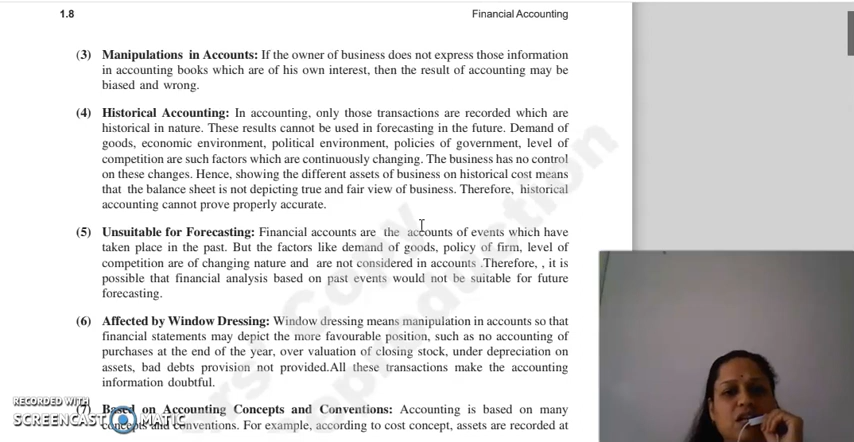 1.8
Financial Accounting
(3) Manipulations in Accounts: If the owner of business does not express those information
in accounting books which are of his own interest, then the result of accounting may be
biased and wrong.
(4) Historical Accounting: In accounting, only those transactions are recorded which are
historical in nature. These results cannot be used in forecasting in the future. Demand of
goods, economic environment, political environment, policies of government, level of
competition are such factors which are continuously changing. The business has no control
on these changes. Hence, showing the different assets of business on historical cost means
that the balance sheet is not depicting true and fair view of business. Therefore, historical
accounting cannot prove properly accurate.
(5) Unsuitable for Forecasting: Financial accounts are the accounts of events which have
taken place in the past. But the factors like demand of goods, policy of firm, level of
competition are of changing nature and are not considered in accounts .Therefore, , it is
possible that financial analysis based on past events would not be suitable for future
forecasting.
(6) Affected by Window Dressing: Window dressing means manipulation in accounts so that
financial statements may depict the more favourable position, such as no accounting of
purchases at the end of the year, over valuation of closing stock, under depreciation on
assets, bad debts provision not provided.All these transactions make the accounting
information doubtful.
(7) Based on Accounting Concepts and Conventions: Accounting is based on many
concepts and conventions. For example, according to cost concept, assets are recorded at
RECORDED WITH
SCREENCAST MATIC